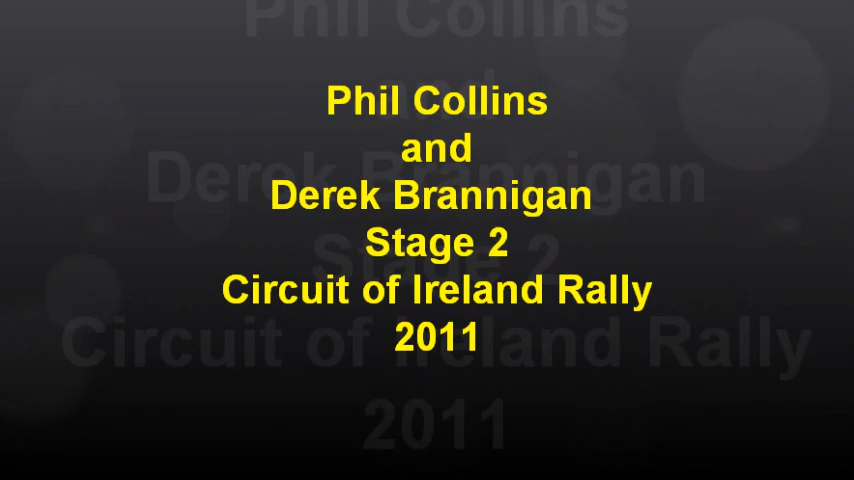 Phil Collins
and
Derek Brannigan
Stage 2
Circuit of Ireland Rally
2011